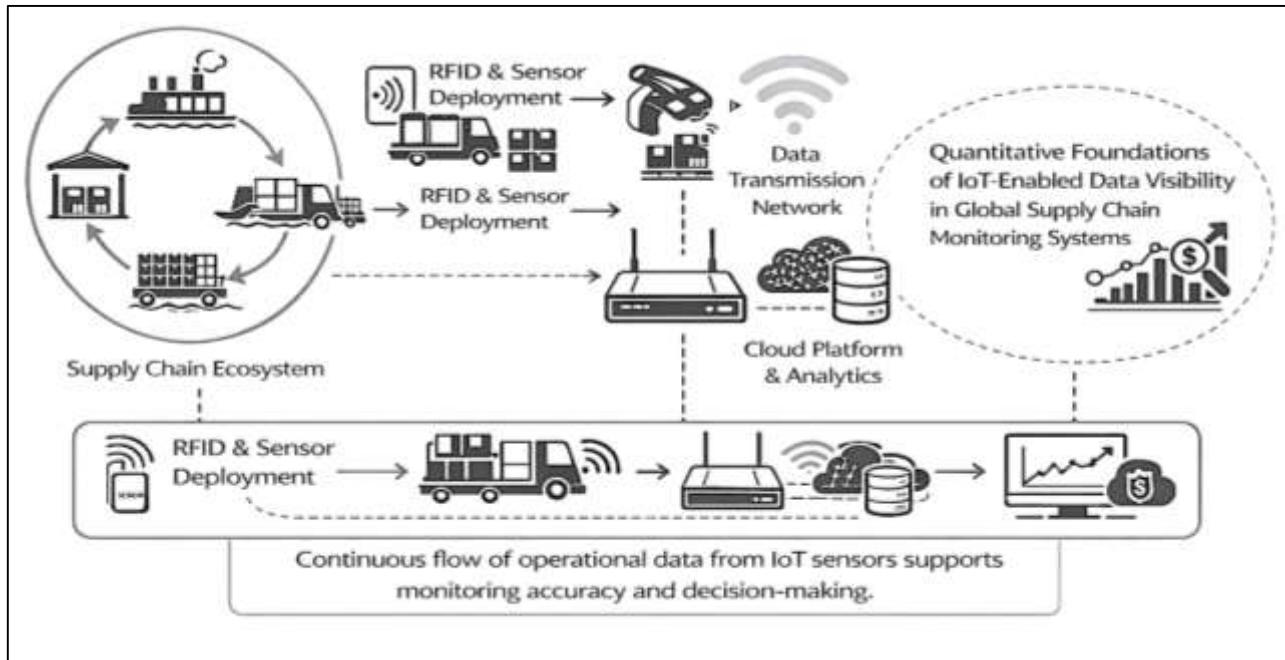 RFID & Sensor
Deployment
RFID & Sensor
Deployment
Data
Transmission
Network
Quantitative Foundations
of IoT-Enabled Data Visibility
in Global Supply Chain
Monitoring Systems
$
Supply Chain Ecosystem
Cloud Platform
& Analytics
RFID & Sensor
Deployment
$
Continuous flow of operational data from IoT sensors supports
monitoring accuracy and decision-making.